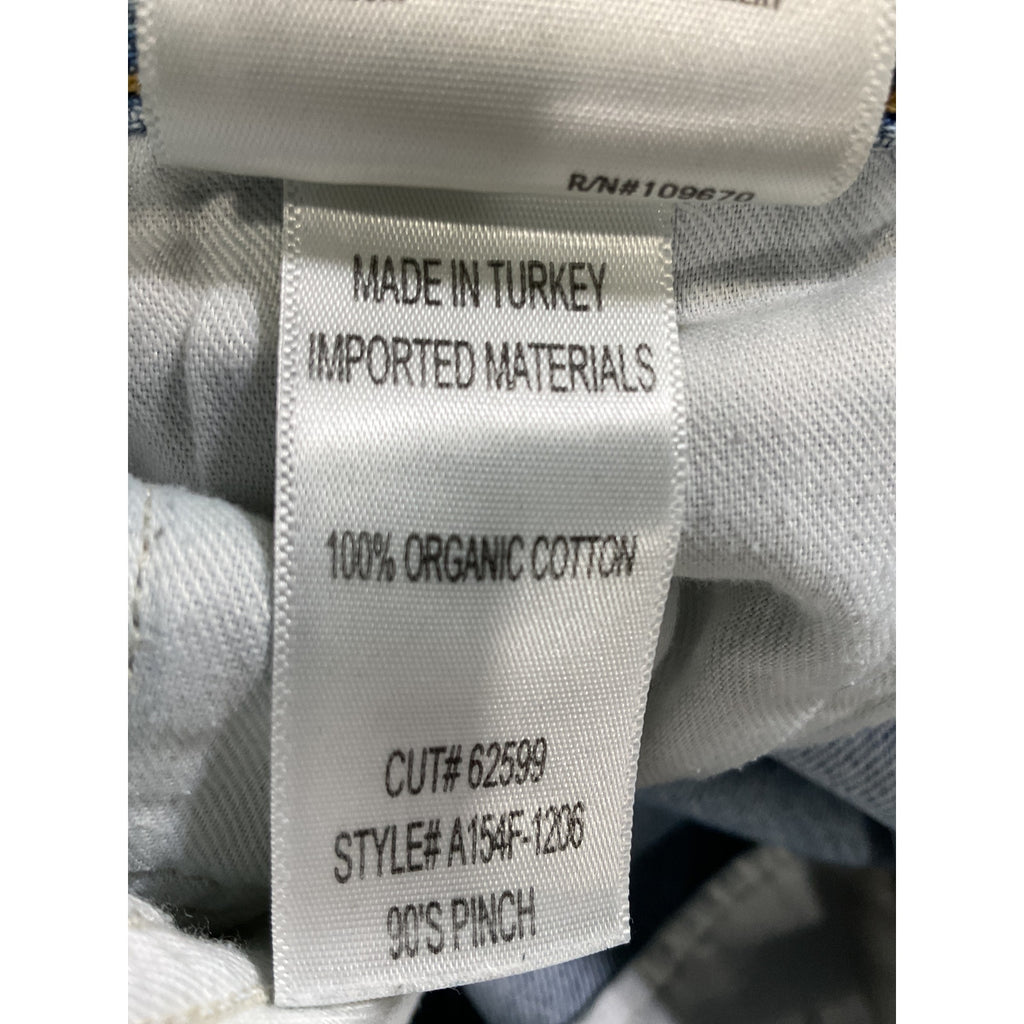 R/N#109670
MADE IN TURKEY
IMPORTED MATERIALS
100% ORGANIC COTTON
CUT# 62599
STYLE# A154F-1206
90'S PINCH